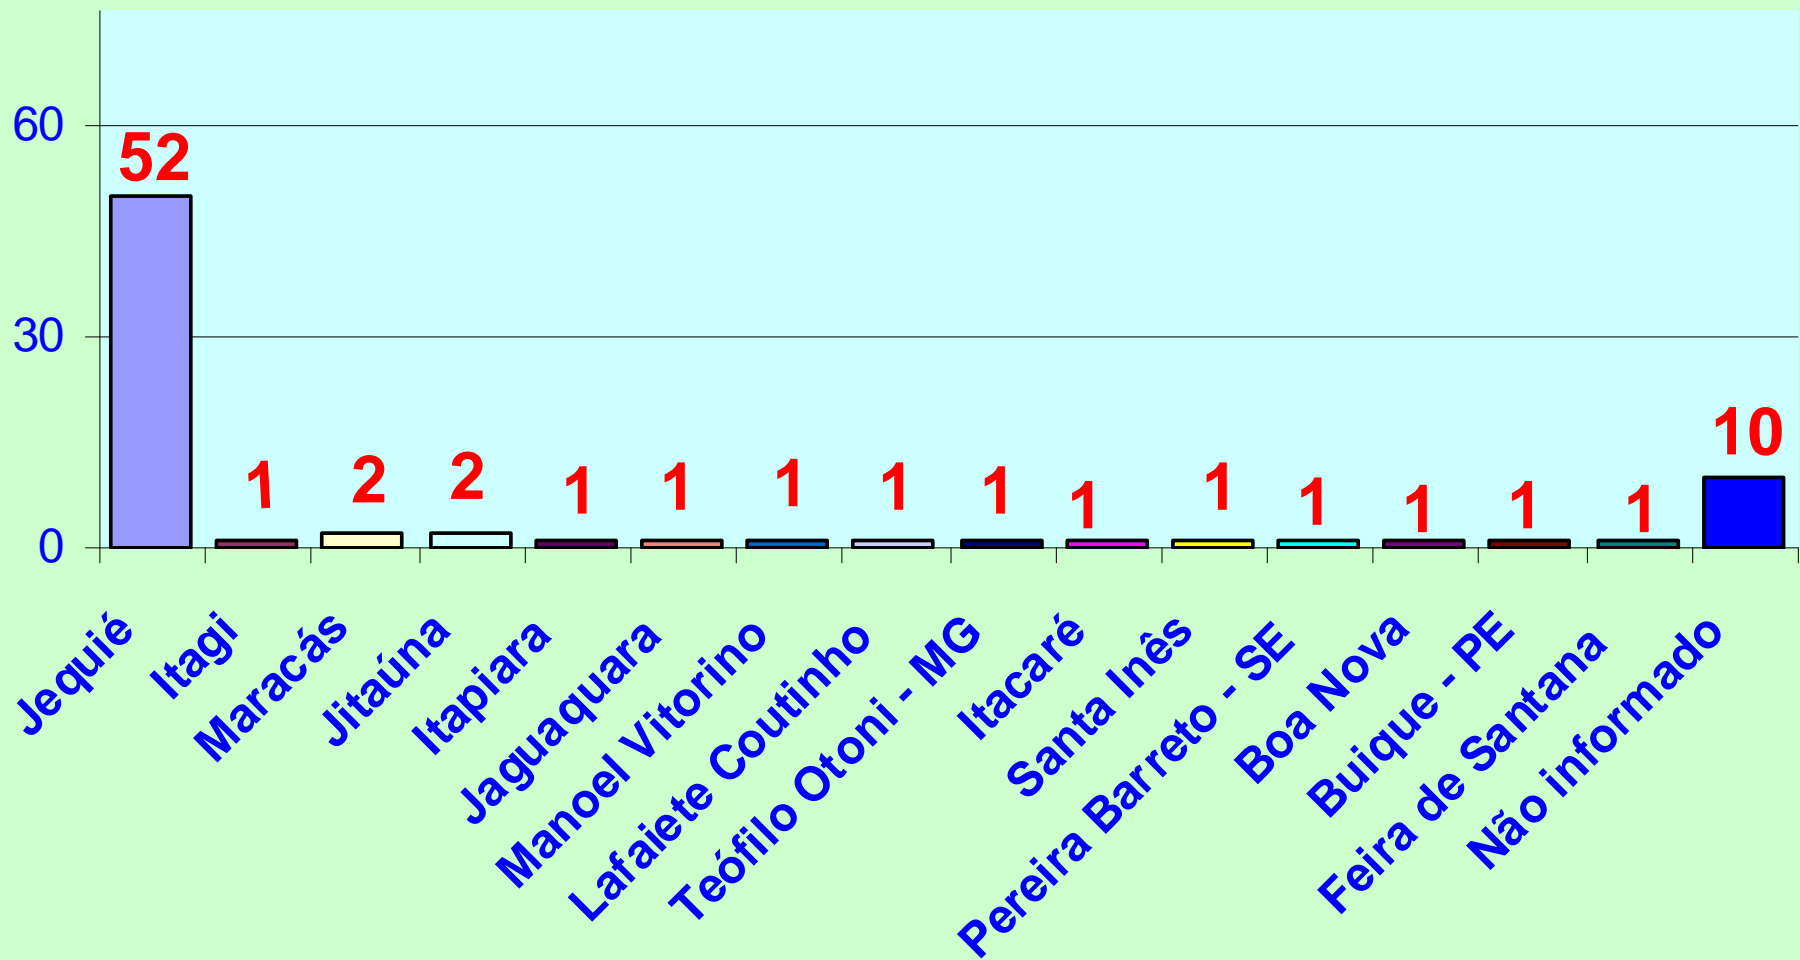 60
30
0
52
1
2
2
1
1
1
1
1
1
1
1
1
1
1
10
Jequié
Itagi
Maracás
Jitaúna
Itapiara
Jaguaquara
Manoel Vitorino
Lafaiete Coutinho
Teófilo Otoni - MG
Itacaré
Santa Inês
Pereira Barreto - SE
Boa Nova
Buique - PE
Feira de Santana
Não informado